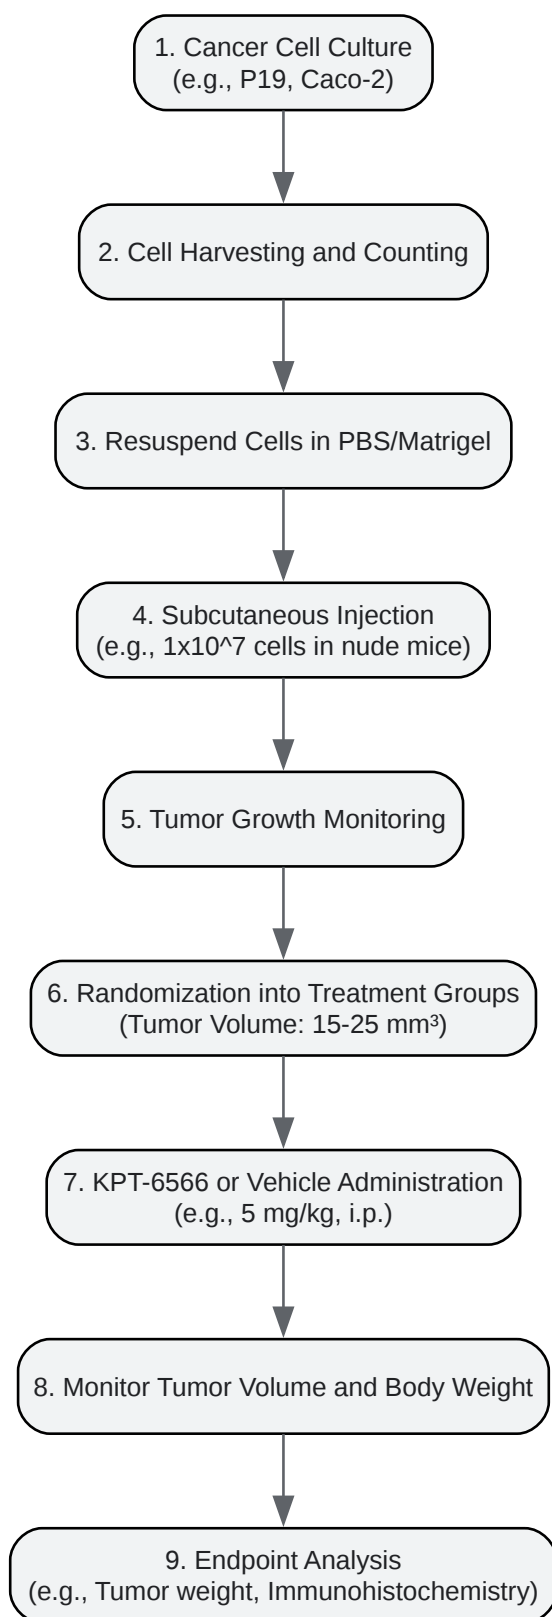 1. Cancer Cell Culture
(e.g., P19, Caco-2)
2. Cell Harvesting and Counting
3. Resuspend Cells in PBS/Matrigel
4. Subcutaneous Injection
(e.g., 1x10^7 cells in nude mice)
5. Tumor Growth Monitoring
6. Randomization into Treatment Groups
(Tumor Volume: 15-25 mm³)
7. KPT-6566 or Vehicle Administration
(e.g., 5 mg/kg, i.p.)
8. Monitor Tumor Volume and Body Weight
9. Endpoint Analysis
(e.g., Tumor weight, Immunohistochemistry)